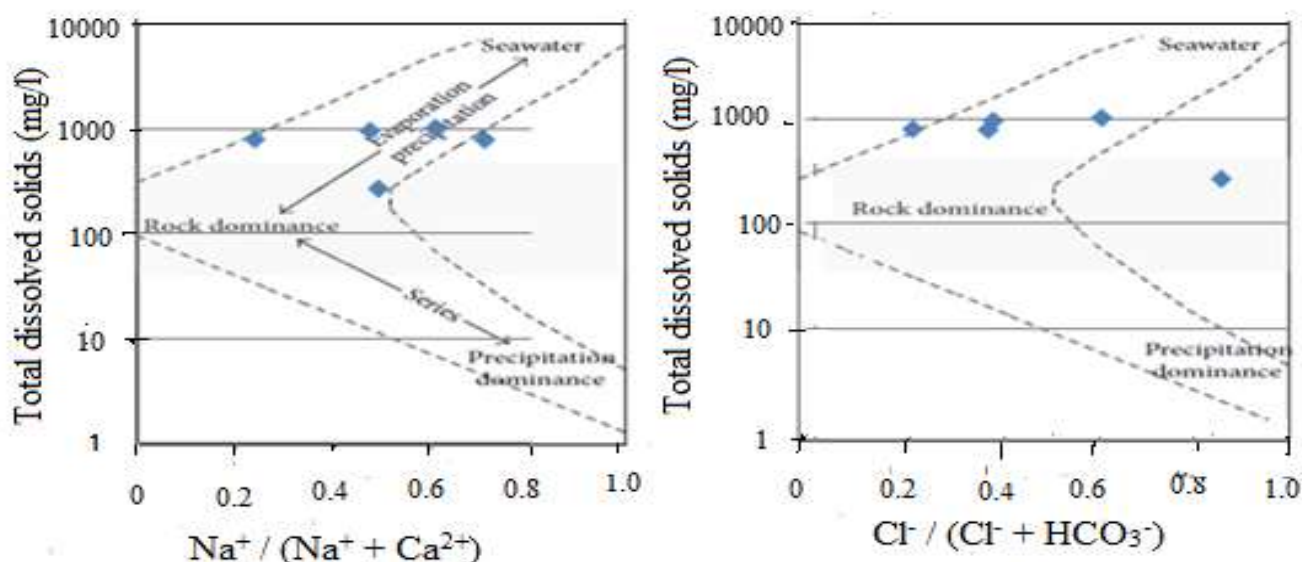 Total dissolved solids (mg/l)
10000
1000
100
10
1
Seawater
Evaporation
precipitation
Rock dominance
Series
Precipitation
dominance
0 0.2 0.4 0.6 0.8 1.0
Na⁺ / (Na⁺ + Ca²⁺)
Total dissolved solids (mg/l)
10000
1000
100
10
1
Seawater
Rock dominance
Precipitation
dominance
0 0.2 0.4 0.6 0.8 1.0
Cl⁻ / (Cl⁻ + HCO₃⁻)